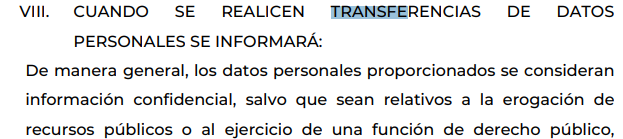 VIII. CUANDO SE REALICEN TRANSFERENCIAS DE DATOS
PERSONALES SE INFORMARÁ:
De manera general, los datos personales proporcionados se consideran
información confidencial, salvo que sean relativos a la erogación de
recursos públicos o al ejercicio de una función de derecho público,